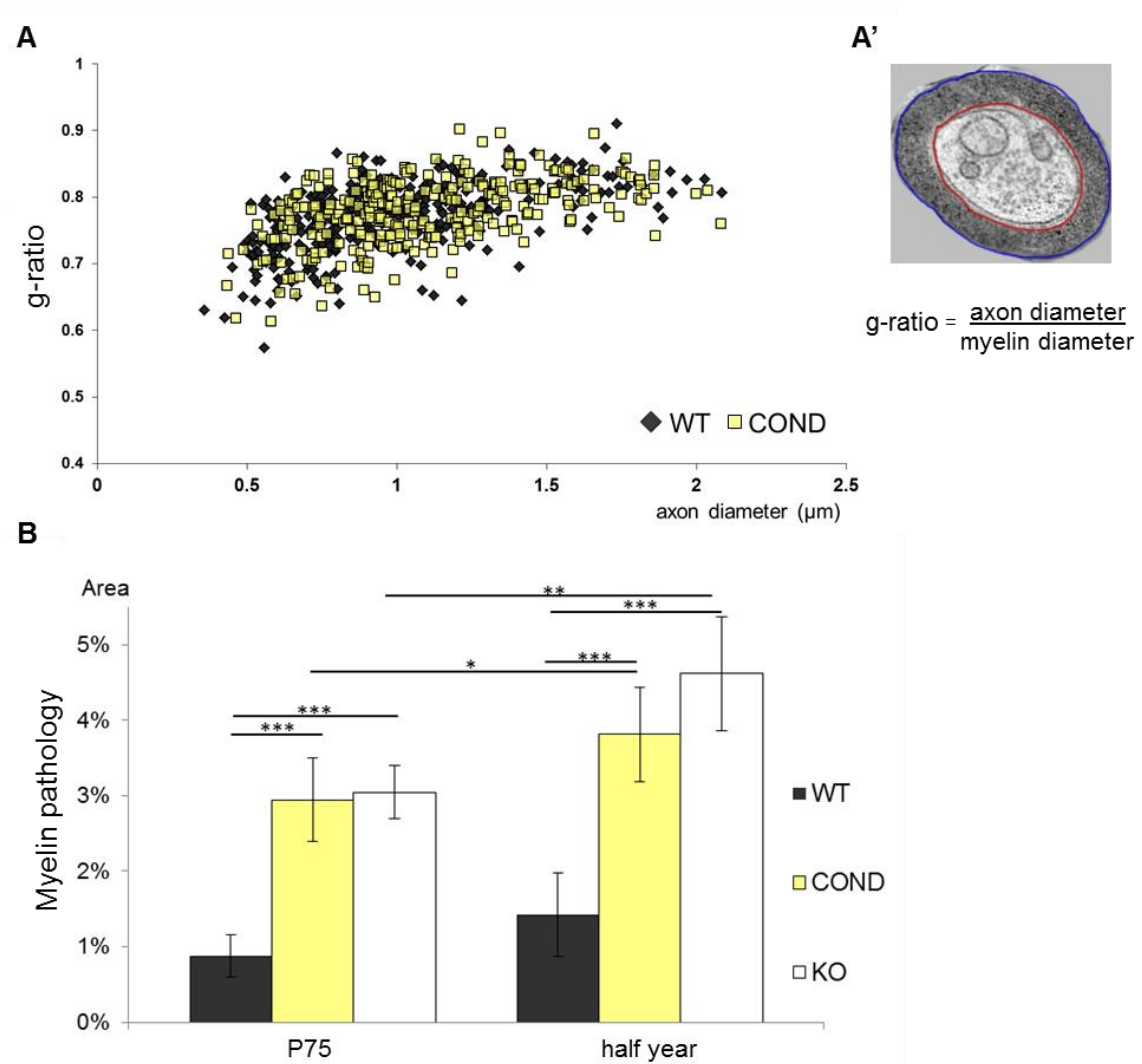 A
A'
1
0.9
0.8
0.7
0.6
0.5
0.4
g-ratio
0
0.5
1
1.5
2
2.5
axon diameter (µm)
WT
COND
g-ratio = axon diameter
myelin diameter
B
Area
5%
4%
3%
2%
1%
0%
Myelin pathology
**
***
*
***
***
***
WT
COND
KO
P75
half year